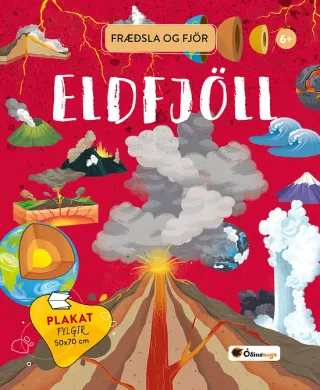 FRÆÐSLA OG FJÖR
6+
ELDFJÖLL
PLAKAT
FYLGIR
50x70 cm
Óðinsauga